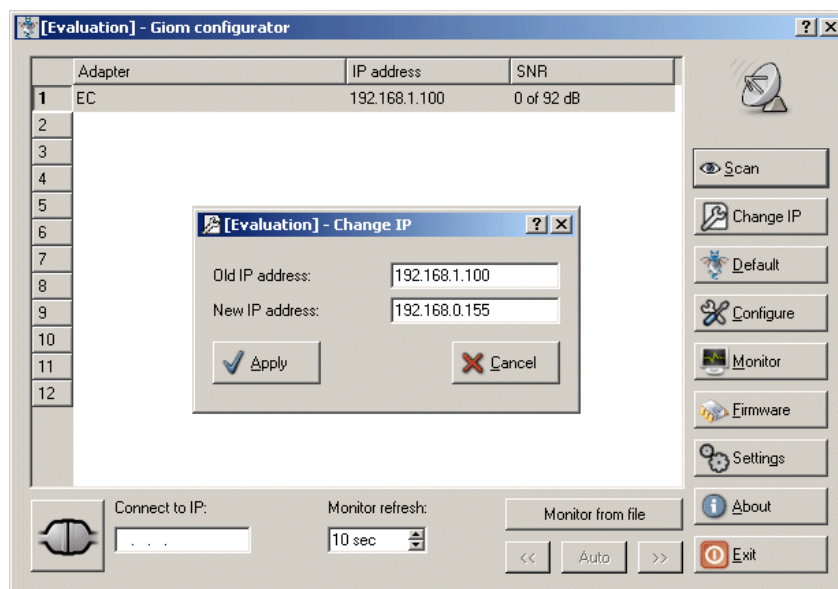 [Evaluation] - Giom configurator
Adapter IP address SNR
1 EC 192.168.1.100 0 of 92 dB
2
3
4
5
6
7
8
9
10
11
12
[Evaluation] - Change IP
Old IP address: 192.168.1.100
New IP address: 192.168.0.155
Apply Cancel
Scan
Change IP
Default
Configure
Monitor
Firmware
Settings
About
Exit
Connect to IP:
. . .
Monitor refresh:
10 sec
Monitor from file
<< Auto >>